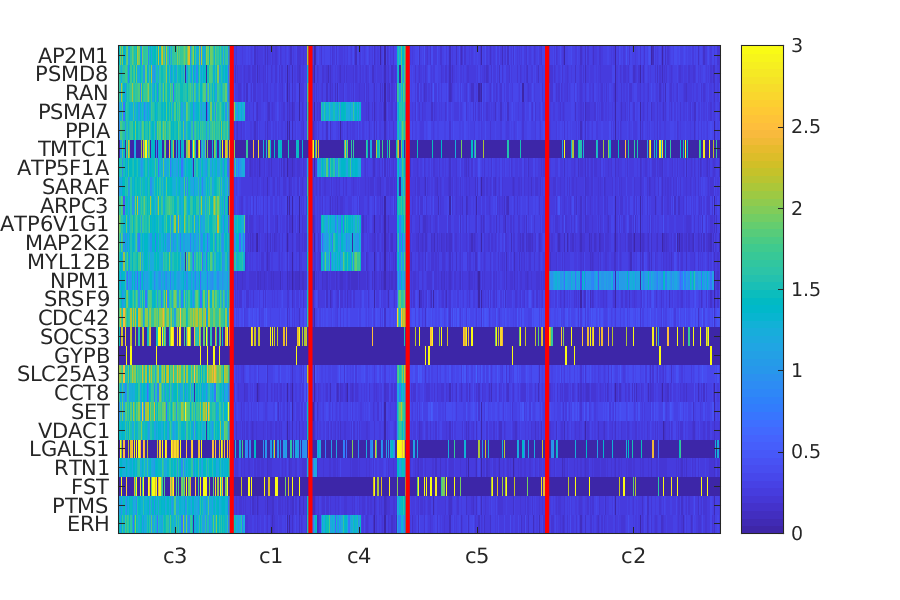 AP2M1
PSMD8
RAN
PSMA7
PPIA
TMTC1
ATP5F1A
SARAF
ARPC3
ATP6V1G1
MAP2K2
MYL12B
NPM1
SRSF9
CDC42
SOCS3
GYPB
SLC25A3
CCT8
SET
VDAC1
LGALS1
RTN1
FST
PTMS
ERH
c3 c1 c4 c5 c2
3
2.5
2
1.5
1
0.5
0